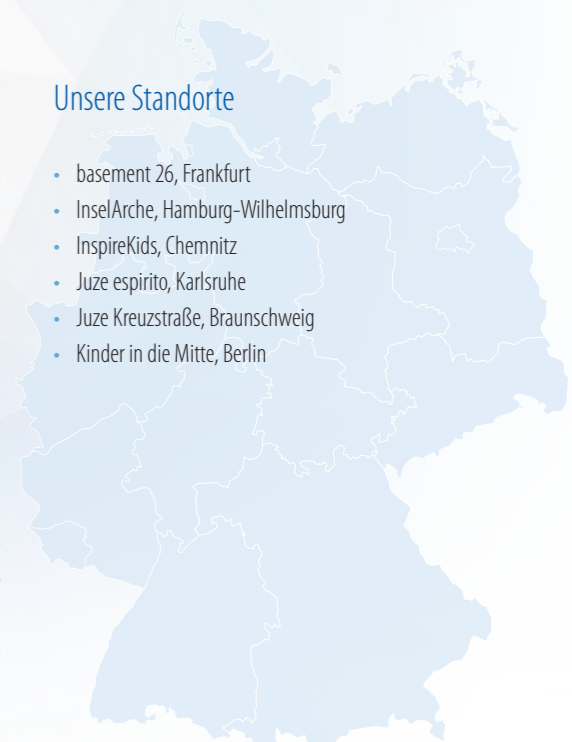 Unsere Standorte
• basement 26, Frankfurt
• InselArche, Hamburg-Wilhelmsburg
• InspireKids, Chemnitz
• Juze espirito, Karlsruhe
• Juze Kreuzstraße, Braunschweig
• Kinder in die Mitte, Berlin